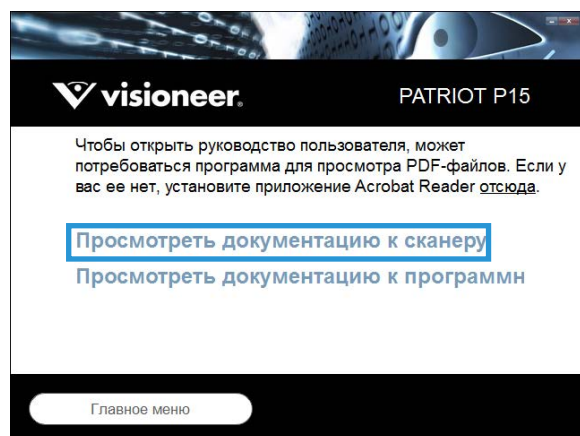 visioneer®
PATRIOT P15
Чтобы открыть руководство пользователя, может
потребоваться программа для просмотра PDF-файлов. Если у
вас ее нет, установите приложение Acrobat Reader отсюда.
Просмотреть документацию к сканеру
Просмотреть документацию к программн
Главное меню